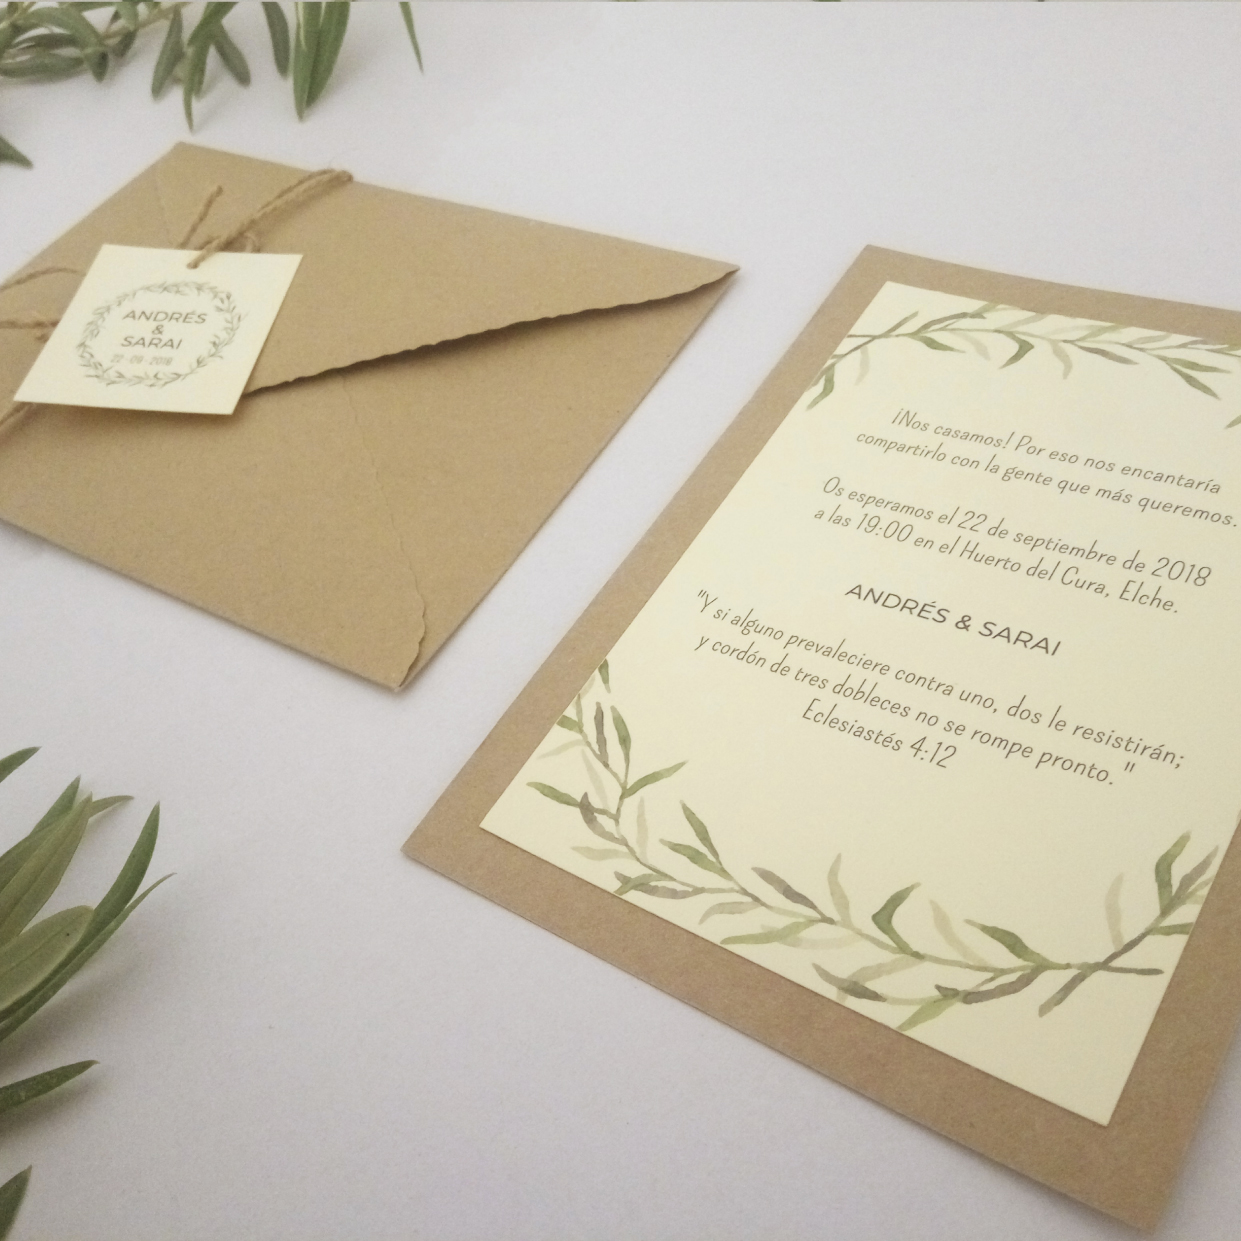 ANDRÉS
&
SARAI
22 · 09 · 2018
¡Nos casamos! Por eso nos encantaría
compartirlo con la gente que más queremos.
Os esperamos el 22 de septiembre de 2018
a las 19:00 en el Huerto del Cura, Elche.
ANDRÉS & SARAI
"Y si alguno prevaleciere contra uno, dos le resistirán;
y cordón de tres dobleces no se rompe pronto."
Eclesiastés 4:12